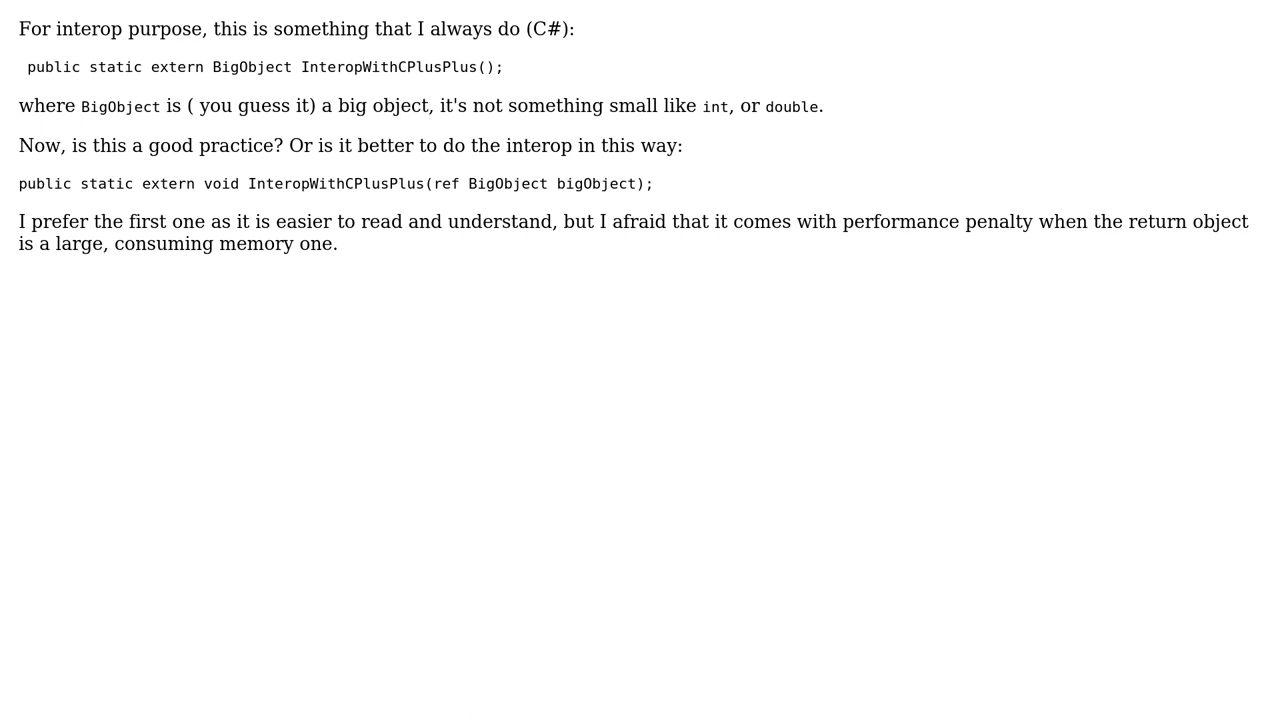 For interop purpose, this is something that I always do (C#):
public static extern BigObject InteropWithCPlusPlus();
where BigObject is ( you guess it) a big object, it's not something small like int, or double.
Now, is this a good practice? Or is it better to do the interop in this way:
public static extern void InteropWithCPlusPlus(ref BigObject bigObject);
I prefer the first one as it is easier to read and understand, but I afraid that it comes with performance penalty when the return object
is a large, consuming memory one.